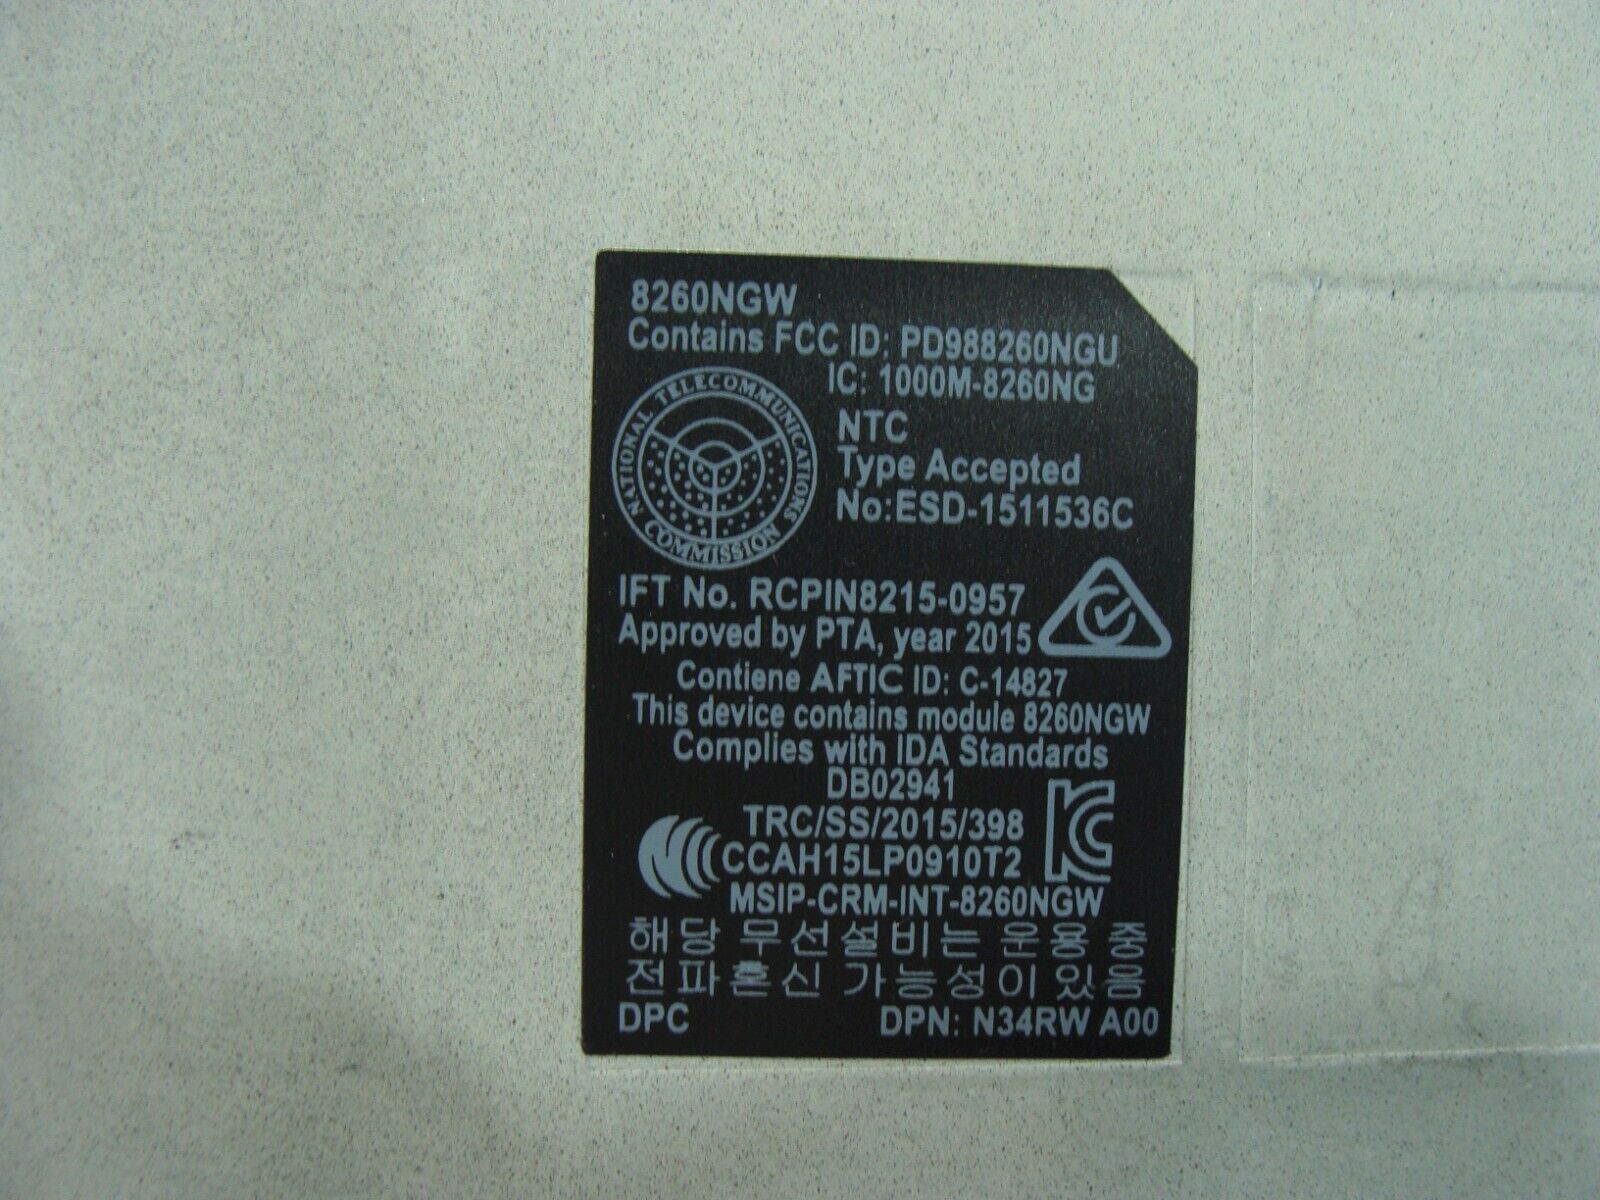 8260NGW
Contains FCC ID: PD988260NGU
IC: 1000M-8260NG
NATIONAL TELECOMMUNICATIONS COMMISSION
NTC
Type Accepted
No:ESD-1511536C
IFT No. RCPIN8215-0957
Approved by PTA, year 2015
Contiene AFTIC ID: C-14827
This device contains module 8260NGW
Complies with IDA Standards
DB02941
TRC/SS/2015/398
CCAH15LP0910T2
MSIP-CRM-INT-8260NGW
해당 무선설비는 운용 중
전파혼신 가능성이 있음
DPC DPN: N34RW A00